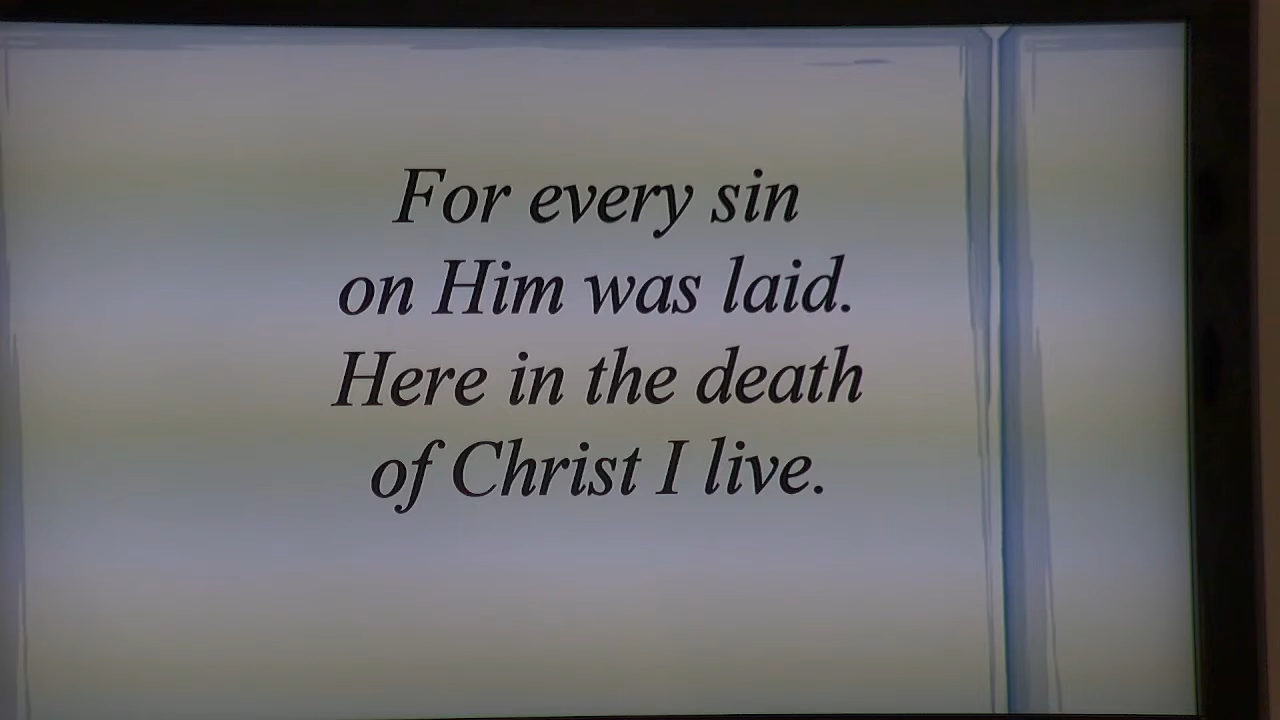 For every sin
on Him was laid.
Here in the death
of Christ I live.